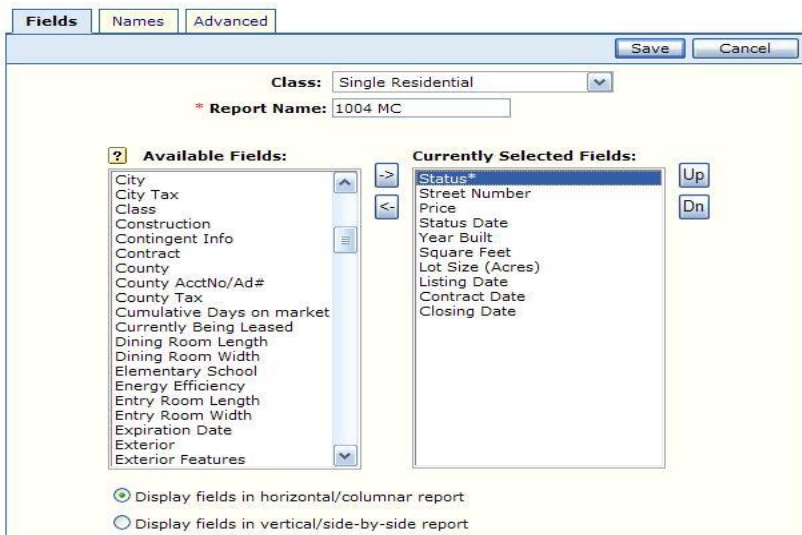 Fields Names Advanced
Save Cancel
Class: Single Residential
* Report Name: 1004 MC
? Available Fields:
City
City Tax
Class
Construction
Contingent Info
Contract
County
County AcctNo/Ad#
County Tax
Cumulative Days on market
Currently Being Leased
Dining Room Length
Dining Room Width
Elementary School
Energy Efficiency
Entry Room Length
Entry Room Width
Expiration Date
Exterior
Exterior Features
->
<-
Currently Selected Fields:
Status*
Street Number
Price
Status Date
Year Built
Square Feet
Lot Size (Acres)
Listing Date
Contract Date
Closing Date
Up
Dn
Display fields in horizontal/columnar report
Display fields in vertical/side-by-side report